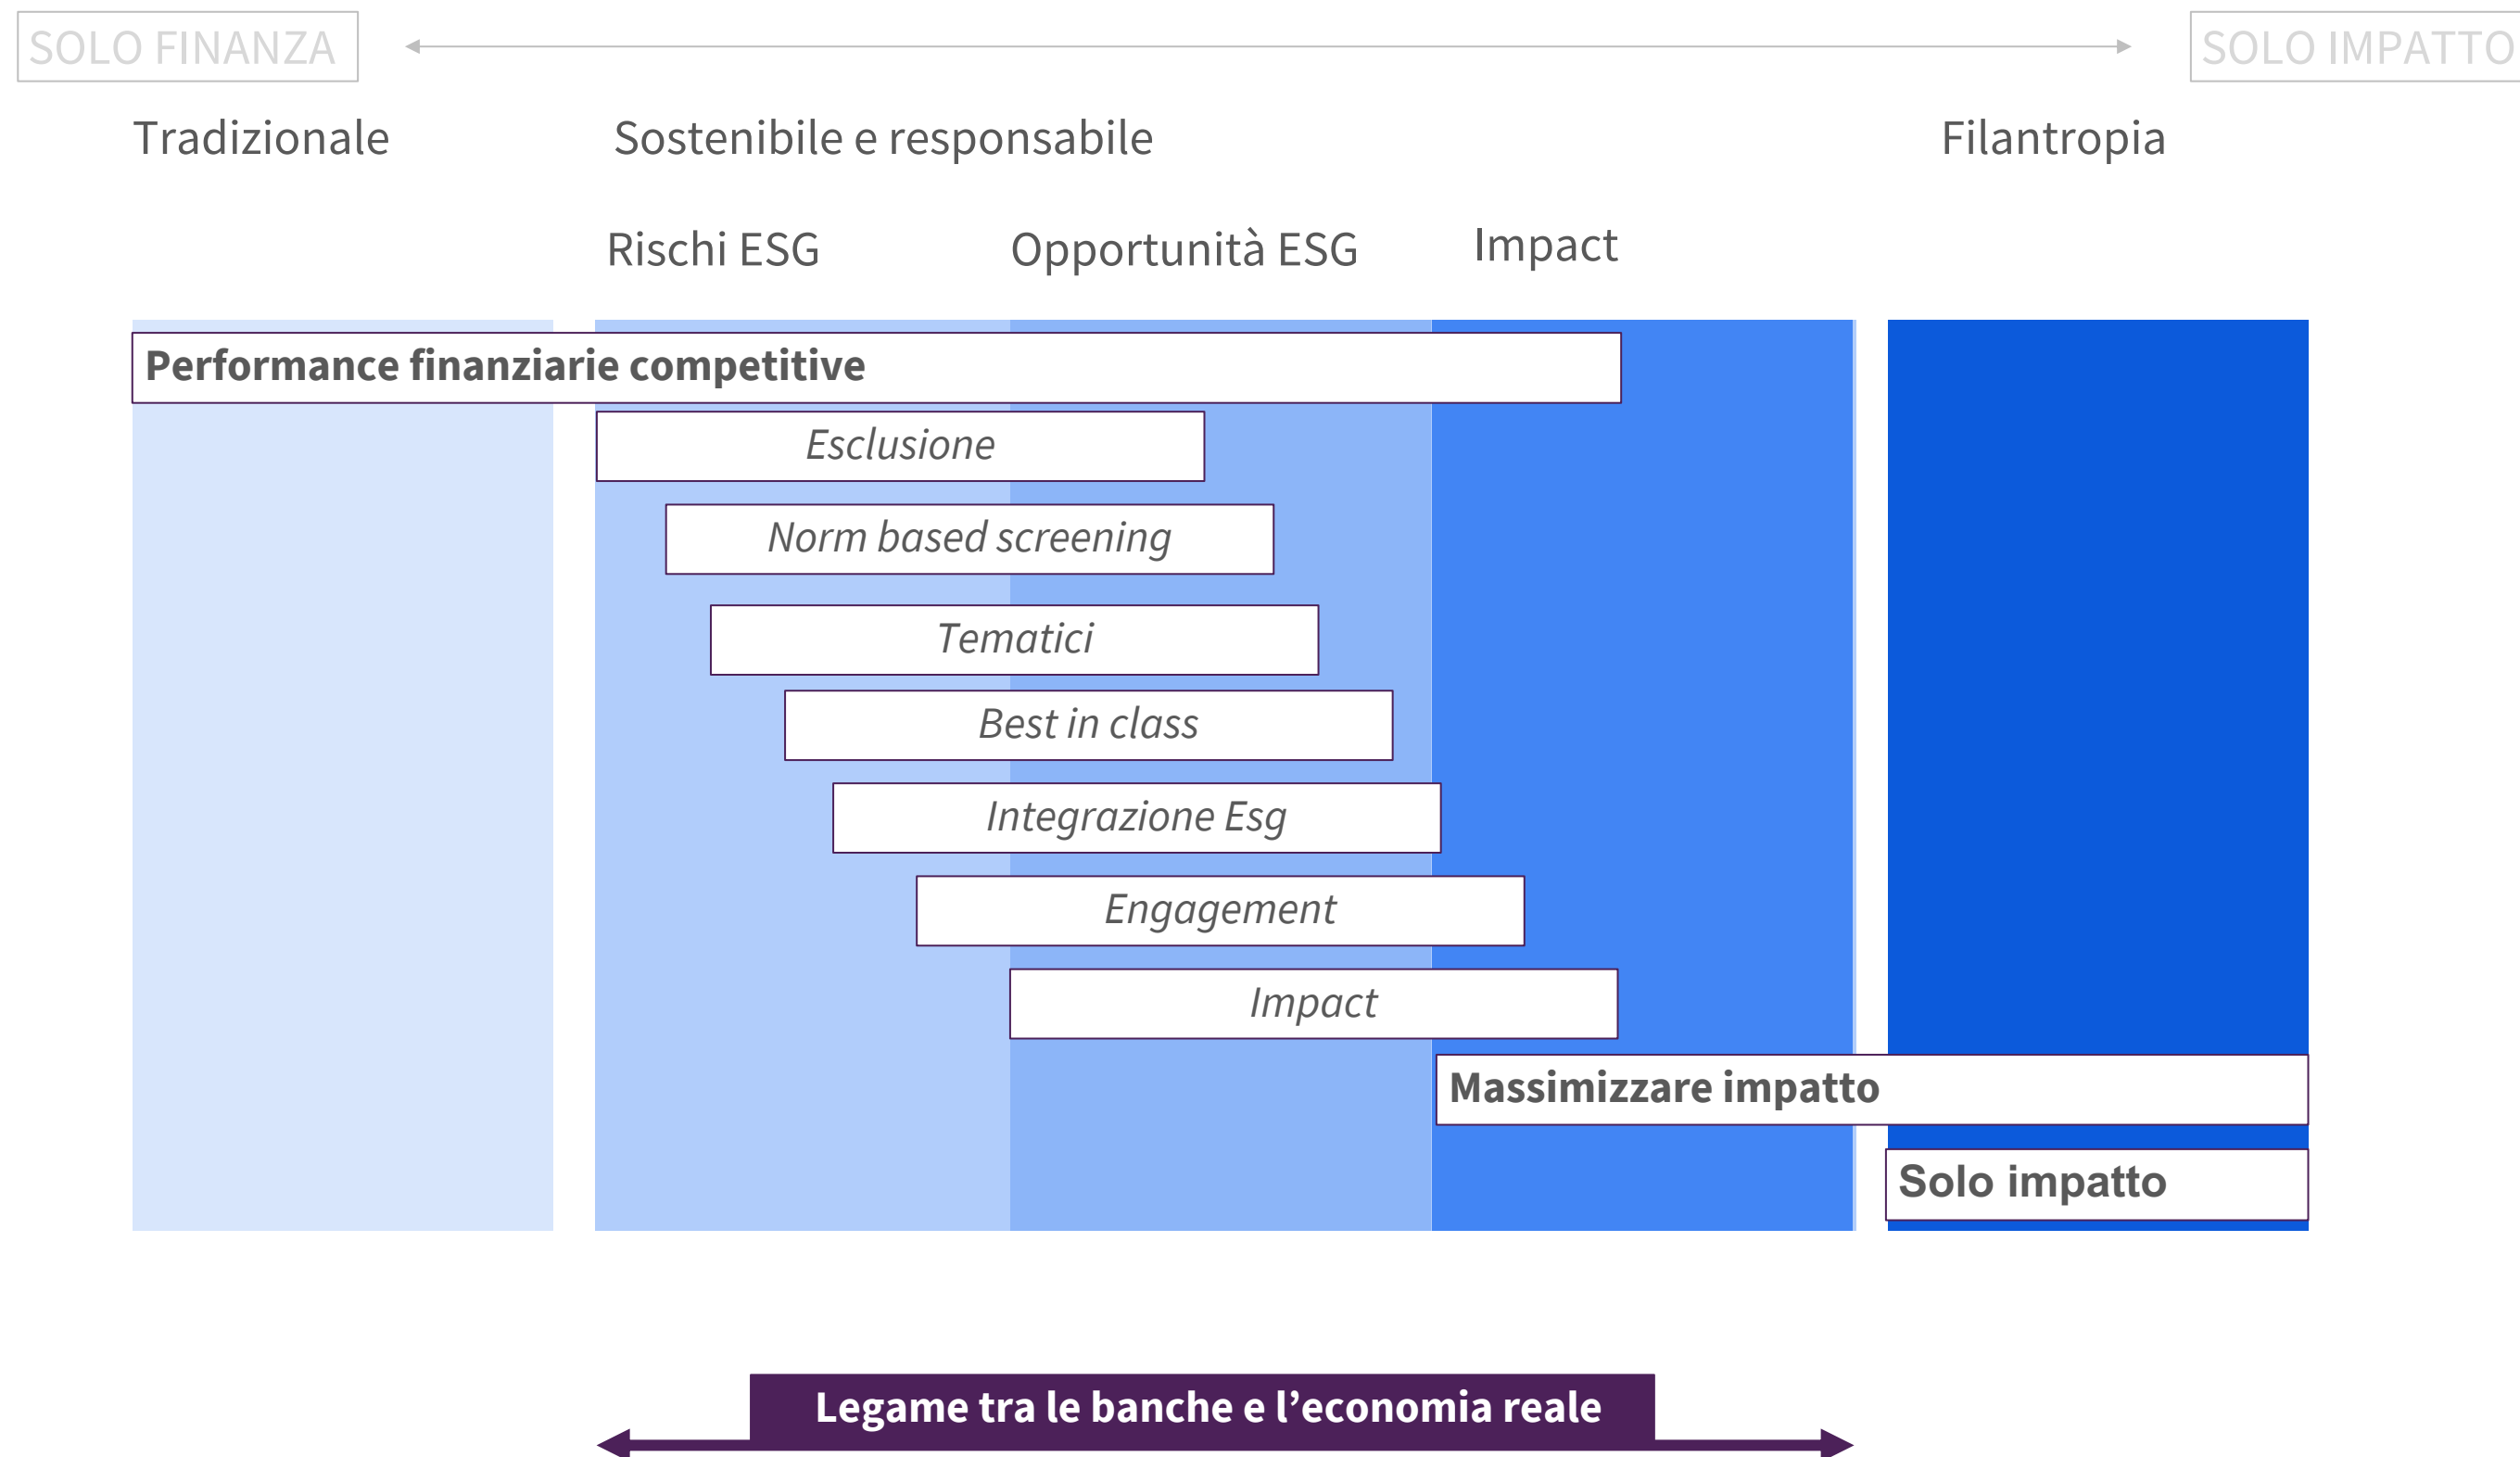 SOLO FINANZA
SOLO IMPATTO
Tradizionale
Sostenibile e responsabile
Filantropia
Rischi ESG
Opportunità ESG
Impact
Performance finanziarie competitive
Esclusione
Norm based screening
Tematici
Best in class
Integrazione Esg
Engagement
Impact
Massimizzare impatto
Solo impatto
Legame tra le banche e l’economia reale